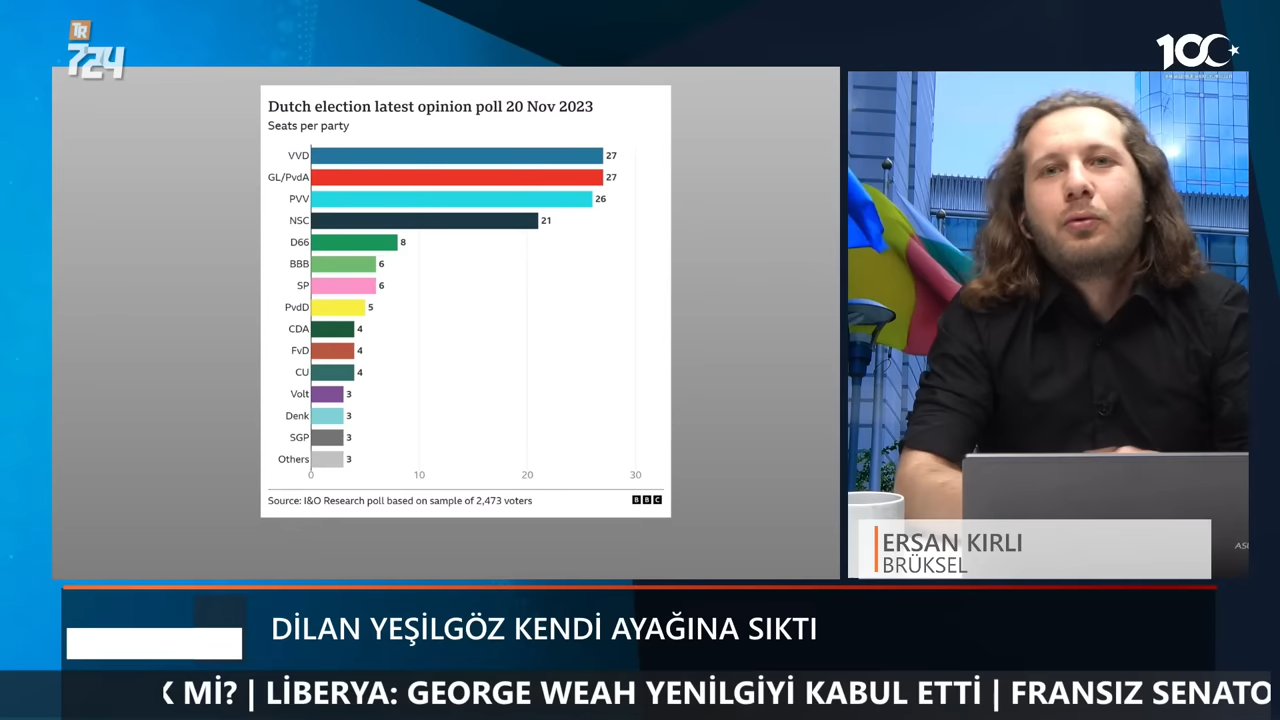 TR
724
100
Dutch election latest opinion poll 20 Nov 2023
Seats per party
VVD 27
GL/PvdA 27
PVV 26
NSC 21
D66 8
BBB 6
SP 6
PvdD 5
CDA 4
FvD 4
CU 4
Volt 3
Denk 3
SGP 3
Others 3
0 10 20 30
Source: I&O Research poll based on sample of 2,473 voters
BBC
ERSAN KIRLI
BRÜKSEL
DİLAN YEŞİLGÖZ KENDİ AYAĞINA SIKTI
K Mİ? | LİBERYA: GEORGE WEAH YENİLGİYİ KABUL ETTİ | FRANSIZ SENATO